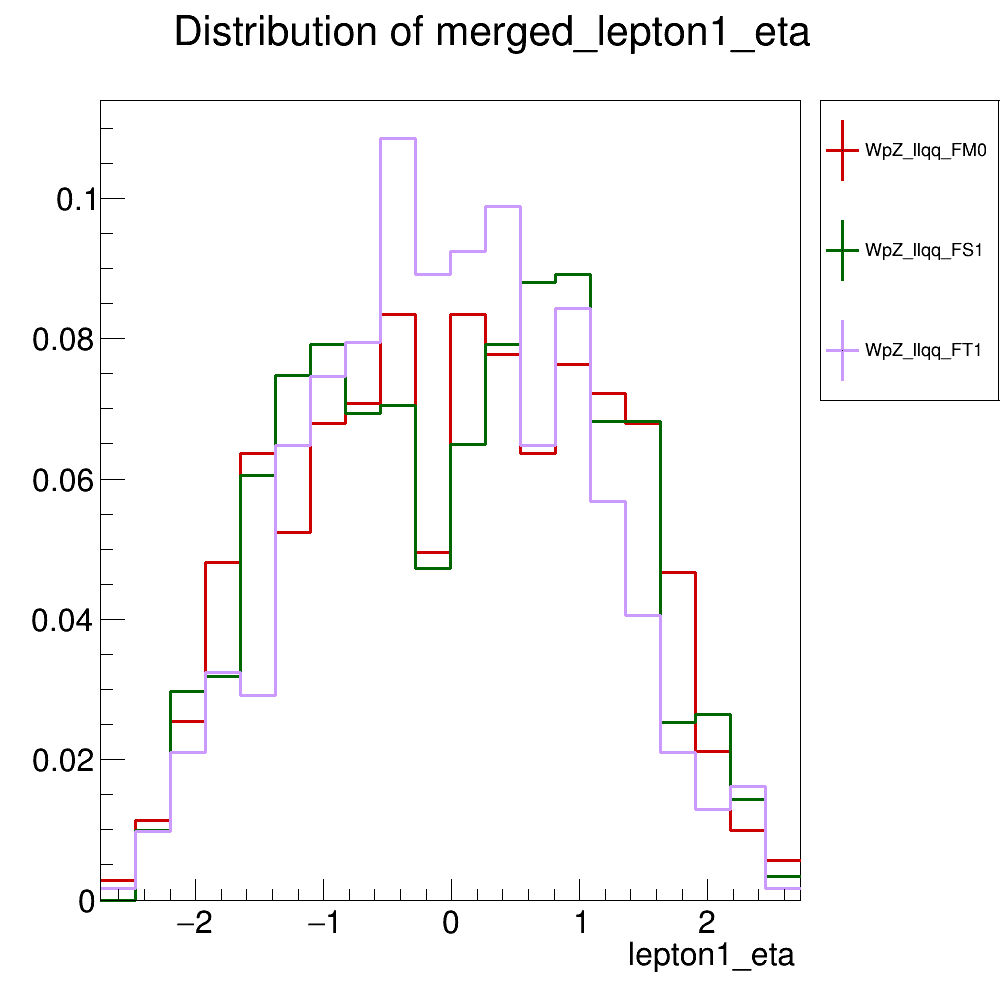 Distribution of merged_lepton1_eta
0.1
0.08
0.06
0.04
0.02
0
−2
−1
0
1
2
lepton1_eta
WpZ_llqq_FM0
WpZ_llqq_FS1
WpZ_llqq_FT1